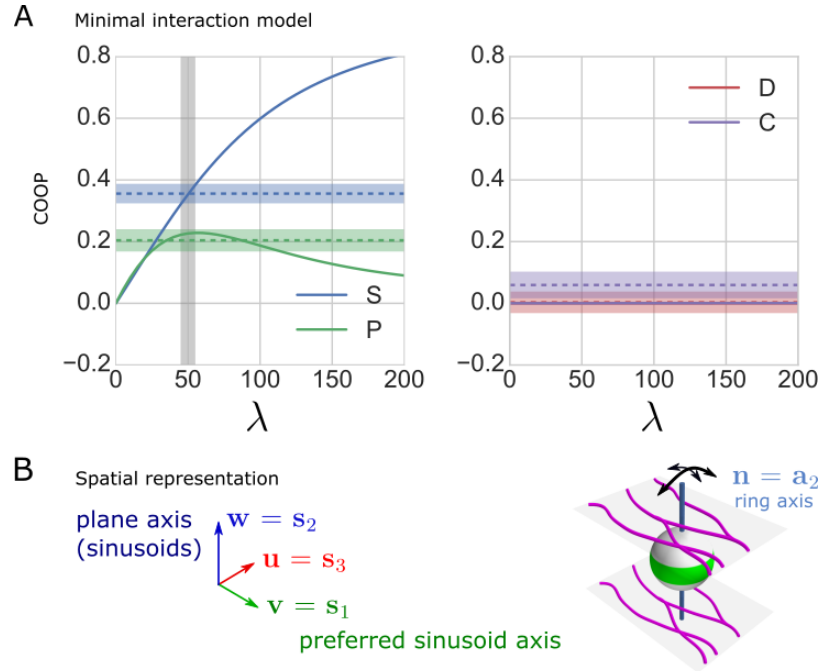 A Minimal interaction model
0.8
0.6
0.4
0.2
0.0
−0.2
COOP
S
P
0 50 100 150 200
λ
0.8
0.6
0.4
0.2
0.0
−0.2
D
C
0 50 100 150 200
λ
B Spatial representation
plane axis
(sinusoids)
w = s₂
u = s₃
v = s₁
preferred sinusoid axis
n = a₂
ring axis